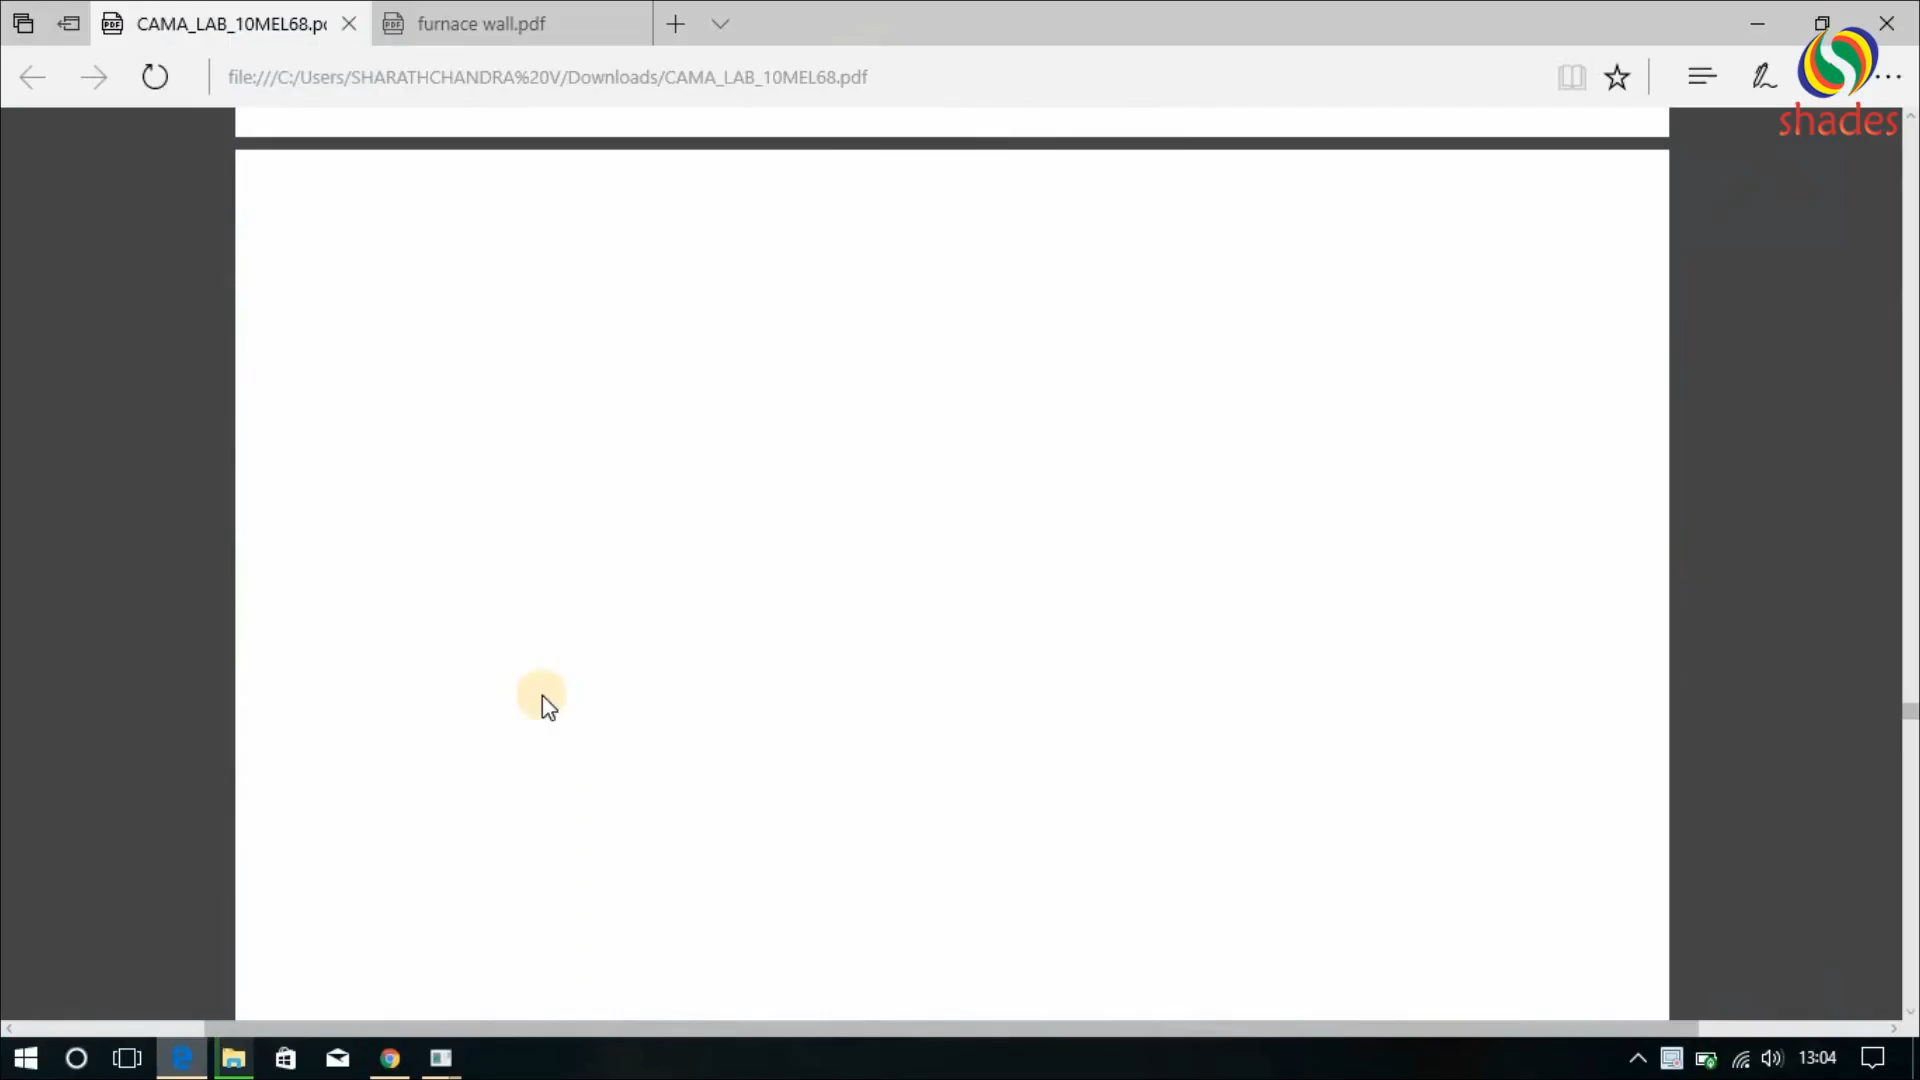 CAMA_LAB_10MEL68.p
furnace wall.pdf
file:///C:/Users/SHARATHCHANDRA%20V/Downloads/CAMA_LAB_10MEL68.pdf
shades
13:04